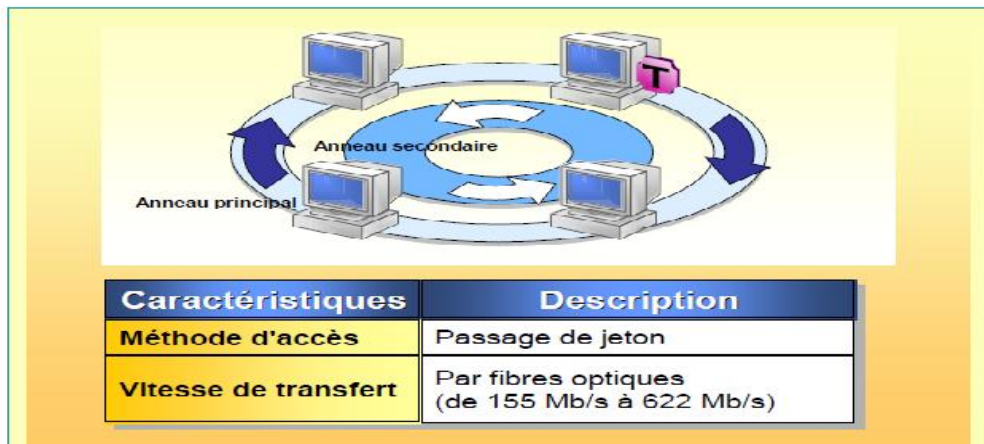 T
Anneau secondaire
Anneau principal
Caractéristiques Description
Méthode d'accès Passage de jeton
VItesse de transfert Par fibres optiques
(de 155 Mb/s à 622 Mb/s)